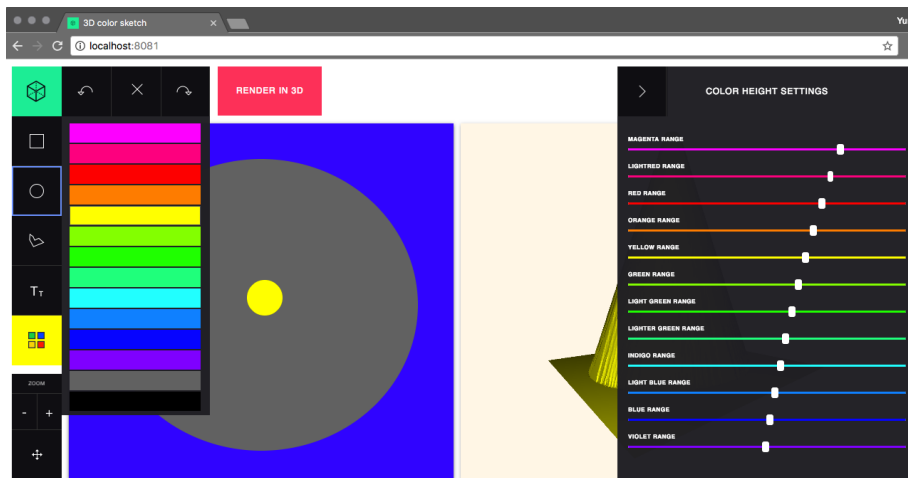 3D color sketch
Yu
localhost:8081
RENDER IN 3D
COLOR HEIGHT SETTINGS
MAGENTA RANGE
LIGHTRED RANGE
RED RANGE
ORANGE RANGE
YELLOW RANGE
GREEN RANGE
LIGHT GREEN RANGE
LIGHTER GREEN RANGE
INDIGO RANGE
LIGHT BLUE RANGE
BLUE RANGE
VIOLET RANGE
TT
ZOOM
- +